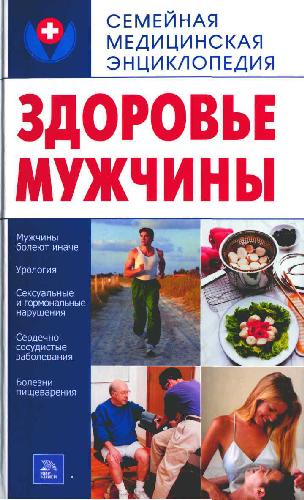 СЕМЕЙНАЯ
МЕДИЦИНСКАЯ
ЭНЦИКЛОПЕДИЯ
ЗДОРОВЬЕ
МУЖЧИНЫ
Мужчины
болеют иначе
Урология
Сексуальные
и гормональные
нарушения
Сердечно-
сосудистые
заболевания
Болезни
пищеварения